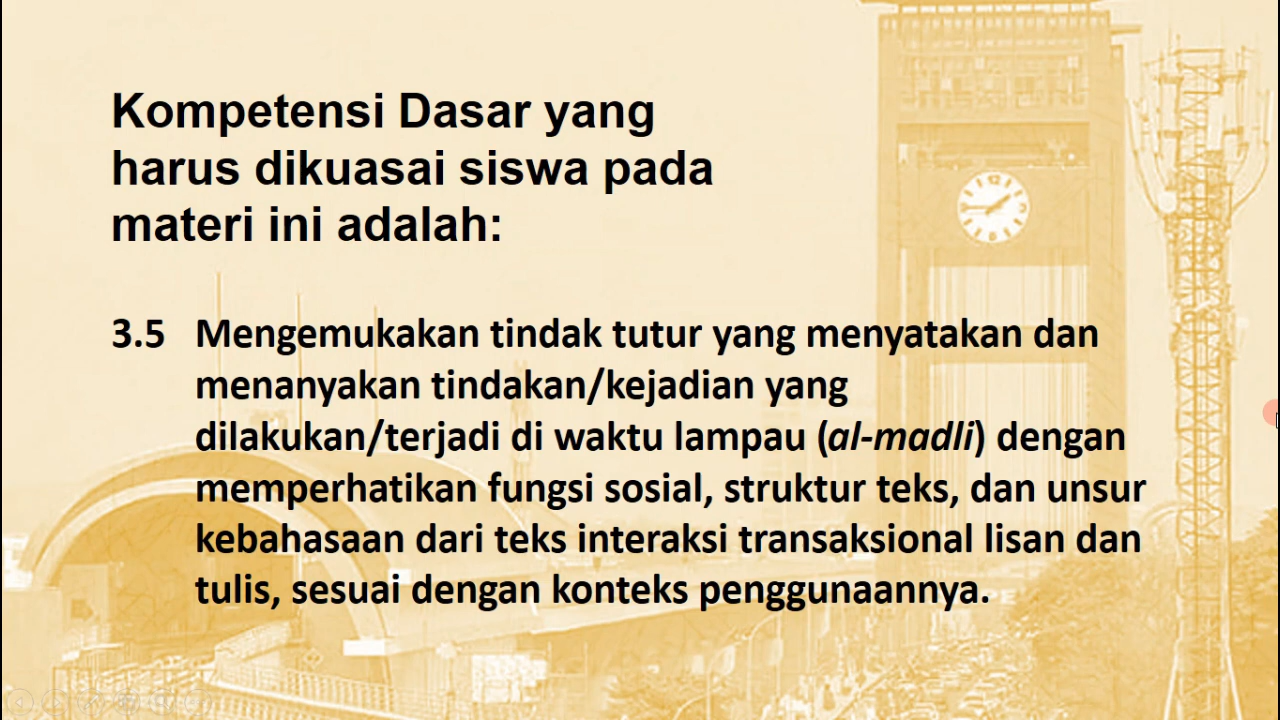 Kompetensi Dasar yang
harus dikuasai siswa pada
materi ini adalah:
3.5 Mengemukakan tindak tutur yang menyatakan dan
menanyakan tindakan/kejadian yang
dilakukan/terjadi di waktu lampau (al-madli) dengan
memperhatikan fungsi sosial, struktur teks, dan unsur
kebahasaan dari teks interaksi transaksional lisan dan
tulis, sesuai dengan konteks penggunaannya.